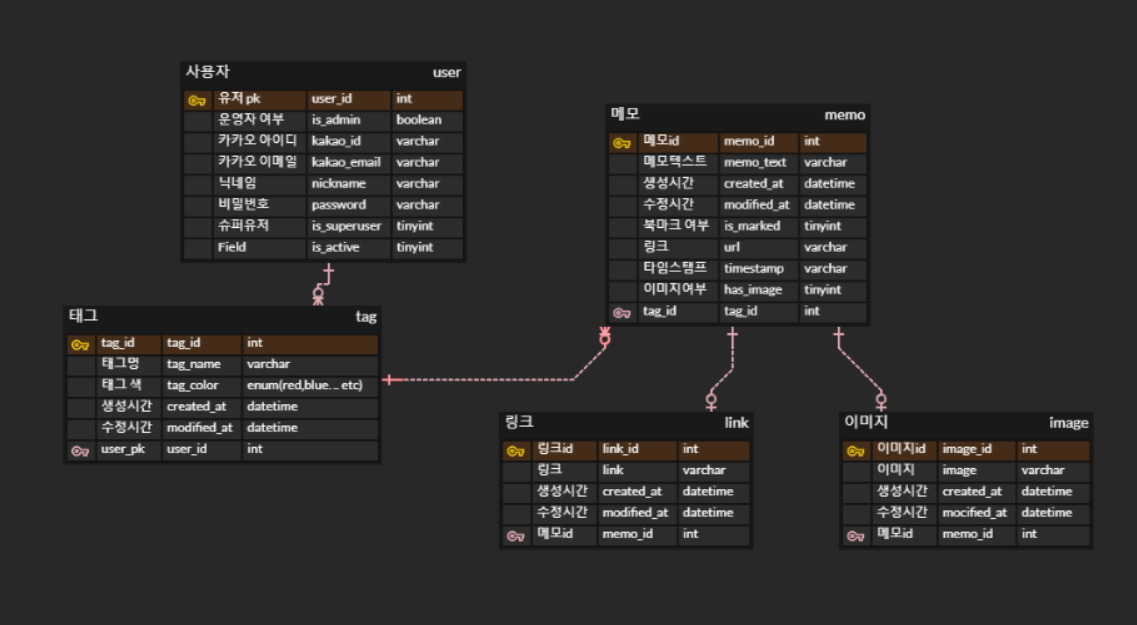 사용자 user
유저 pk user_id int
운영자 여부 is_admin boolean
카카오 아이디 kakao_id varchar
카카오 이메일 kakao_email varchar
닉네임 nickname varchar
비밀번호 password varchar
슈퍼유저 is_superuser tinyint
Field is_active tinyint
메모 memo
메모id memo_id int
메모텍스트 memo_text varchar
생성시간 created_at datetime
수정시간 modified_at datetime
북마크 여부 is_marked tinyint
링크 url varchar
타임스탬프 timestamp varchar
이미지여부 has_image tinyint
tag_id tag_id int
태그 tag
tag_id tag_id int
태그명 tag_name varchar
태그 색 tag_color enum(red,blue... etc)
생성시간 created_at datetime
수정시간 modified_at datetime
user_pk user_id int
링크 link
링크id link_id int
링크 link varchar
생성시간 created_at datetime
수정시간 modified_at datetime
메모id memo_id int
이미지 image
이미지id image_id int
이미지 image varchar
생성시간 created_at datetime
수정시간 mocified_at datetime
메모id memo_id int